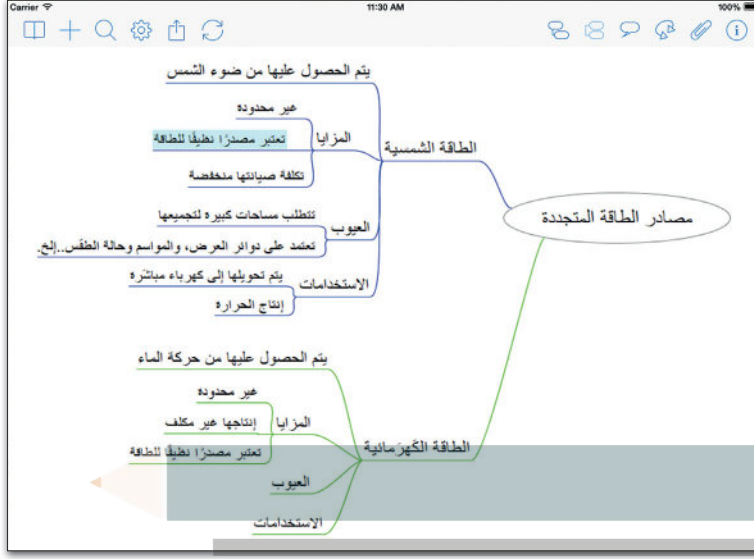 Carrier 11:30 AM 100%
مصادر الطاقة المتجددة
الطاقة الشمسية
يتم الحصول عليها من ضوء الشمس
المزايا
غير محدودة
تعتبر مصدرًا نظيفًا للطاقة
تكلفة صيانتها منخفضة
العيوب
تتطلب مساحات كبيرة لتجميعها
تعتمد على دوائر العرض، والمواسم وحالة الطقس..إلخ.
الاستخدامات
يتم تحويلها إلى كهرباء مباشرة
إنتاج الحرارة
الطاقة الكَهرَمائية
يتم الحصول عليها من حركة الماء
المزايا
غير محدودة
إنتاجها غير مكلف
تعتبر مصدرًا نظيفًا للطاقة
العيوب
الاستخدامات